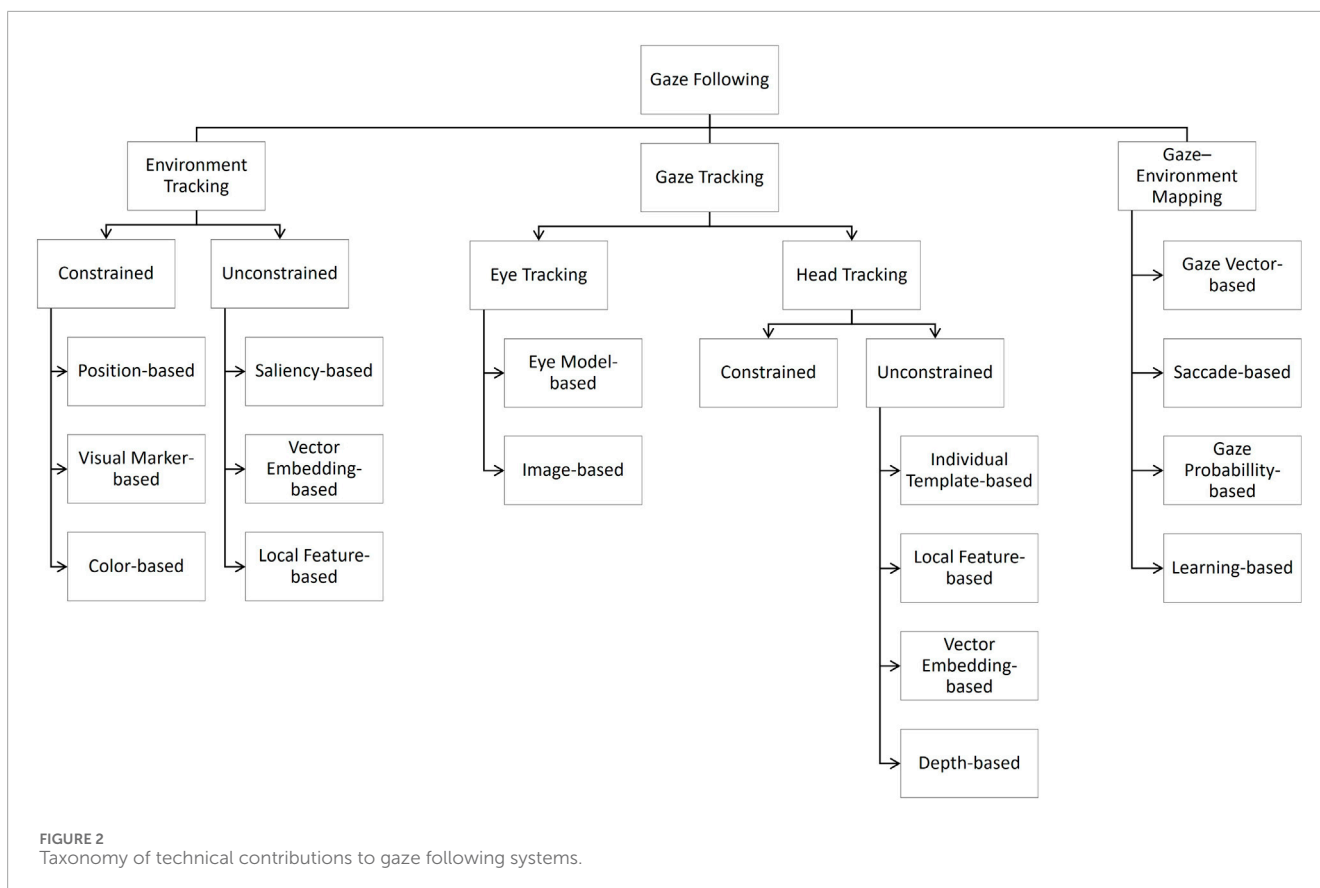 Gaze Following
Environment
Tracking
Gaze Tracking
Gaze–
Environment
Mapping
Constrained
Unconstrained
Eye Tracking
Head Tracking
Gaze Vector-
based
Position-based
Saliency-based
Eye Model-
based
Constrained
Unconstrained
Saccade-based
Visual Marker-
based
Vector
Embedding-
based
Image-based
Individual
Template-based
Gaze
Probabillity-
based
Color-based
Local Feature-
based
Local Feature-
based
Learning-based
Vector
Embedding-
based
Depth-based
FIGURE 2
Taxonomy of technical contributions to gaze following systems.